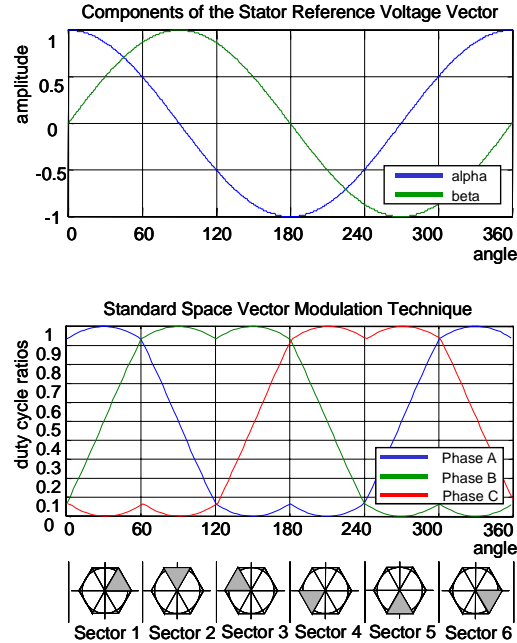 Components of the Stator Reference Voltage Vector
amplitude
1
0.5
0
-0.5
-1
alpha
beta
0 60 120 180 240 300 360
angle
Standard Space Vector Modulation Technique
duty cycle ratios
1
0.9
0.8
0.7
0.6
0.5
0.4
0.3
0.2
0.1
0
Phase A
Phase B
Phase C
0 60 120 180 240 300 360
angle
Sector 1 Sector 2 Sector 3 Sector 4 Sector 5 Sector 6